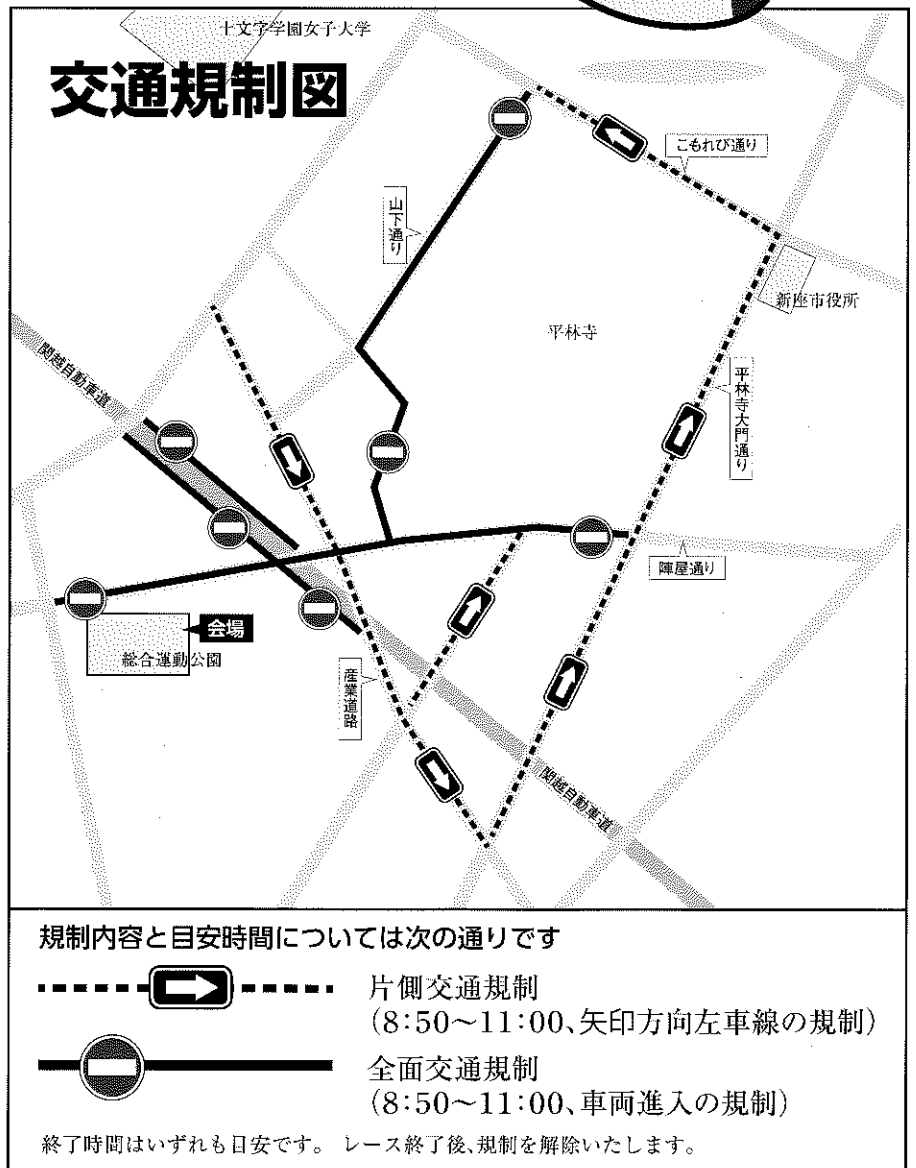 十文字学園女子大学
交通規制図
こもれび通り
山下通り
新座市役所
平林寺
関越自動車道
平林寺大門通り
陣屋通り
会場
総合運動公園
産業道路
関越自動車道
規制内容と目安時間については次の通りです
片側交通規制
(8:50~11:00、矢印方向左車線の規制)
全面交通規制
(8:50~11:00、車両進入の規制)
終了時間はいずれも目安です。 レース終了後、規制を解除いたします。